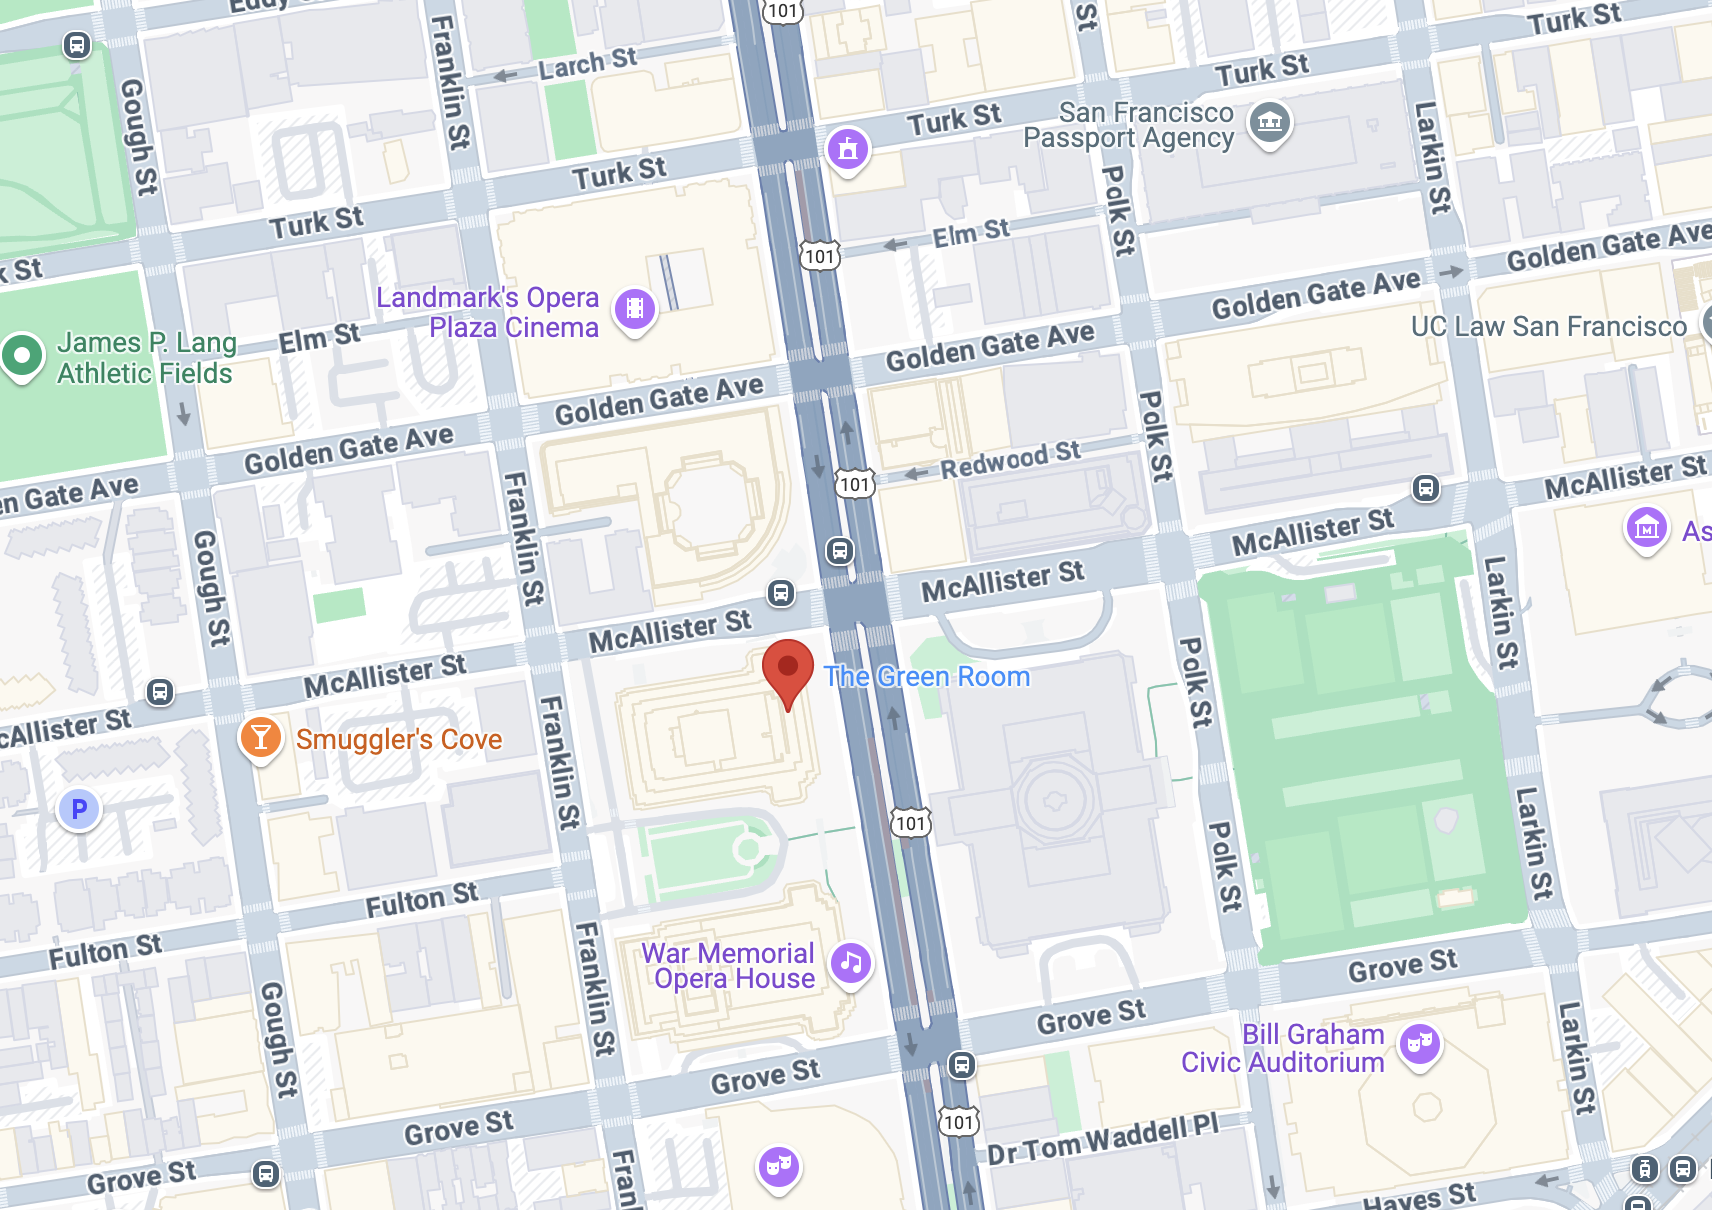 Eddy
101
St
Turk St
Franklin St
Larch St
Turk St
Gough St
Turk St
San Francisco
Passport Agency
Larkin St
Turk St
Polk St
Turk St
Elm St
Golden Gate Ave
101
k St
Landmark's Opera
Plaza Cinema
Golden Gate Ave
UC Law San Francisco
Elm St
James P. Lang
Athletic Fields
Golden Gate Ave
Golden Gate Ave
Polk St
Golden Gate Ave
Redwood St
McAllister St
101
en Gate Ave
Franklin St
McAllister St
As
Gough St
McAllister St
Larkin St
McAllister St
The Green Room
Polk St
McAllister St
cAllister St
Smuggler's Cove
Franklin St
P
101
Larkin St
Polk St
Fulton St
Fulton St
War Memorial
Opera House
Franklin St
Grove St
Gough St
Grove St
Bill Graham
Civic Auditorium
Larkin St
Grove St
101
Grove St
Dr Tom Waddell Pl
Grove St
Fran
Hayes St